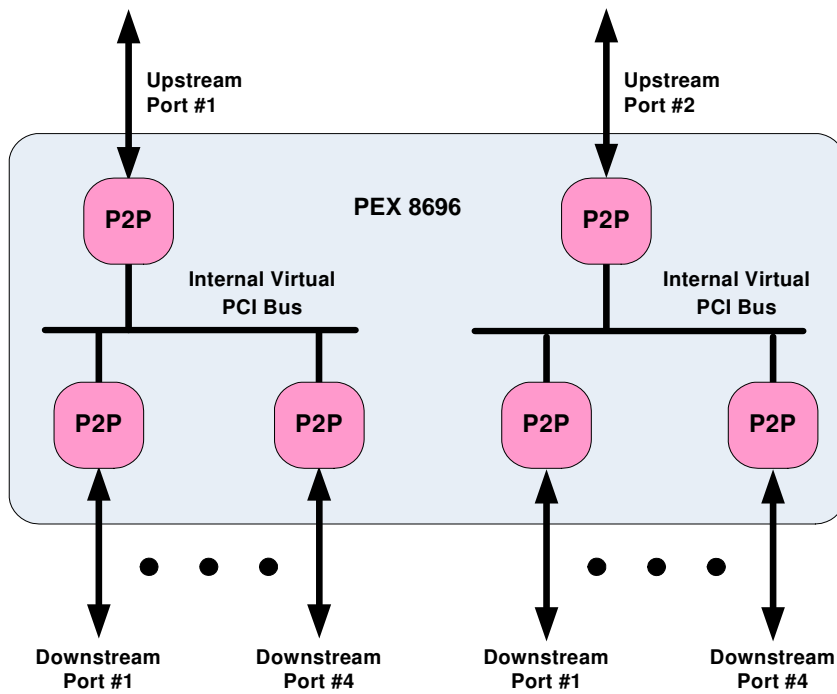 Upstream
Port #1
Upstream
Port #2
P2P
PEX 8696
P2P
Internal Virtual
PCI Bus
Internal Virtual
PCI Bus
P2P
P2P
P2P
P2P
Downstream
Port #1
Downstream
Port #4
Downstream
Port #1
Downstream
Port #4